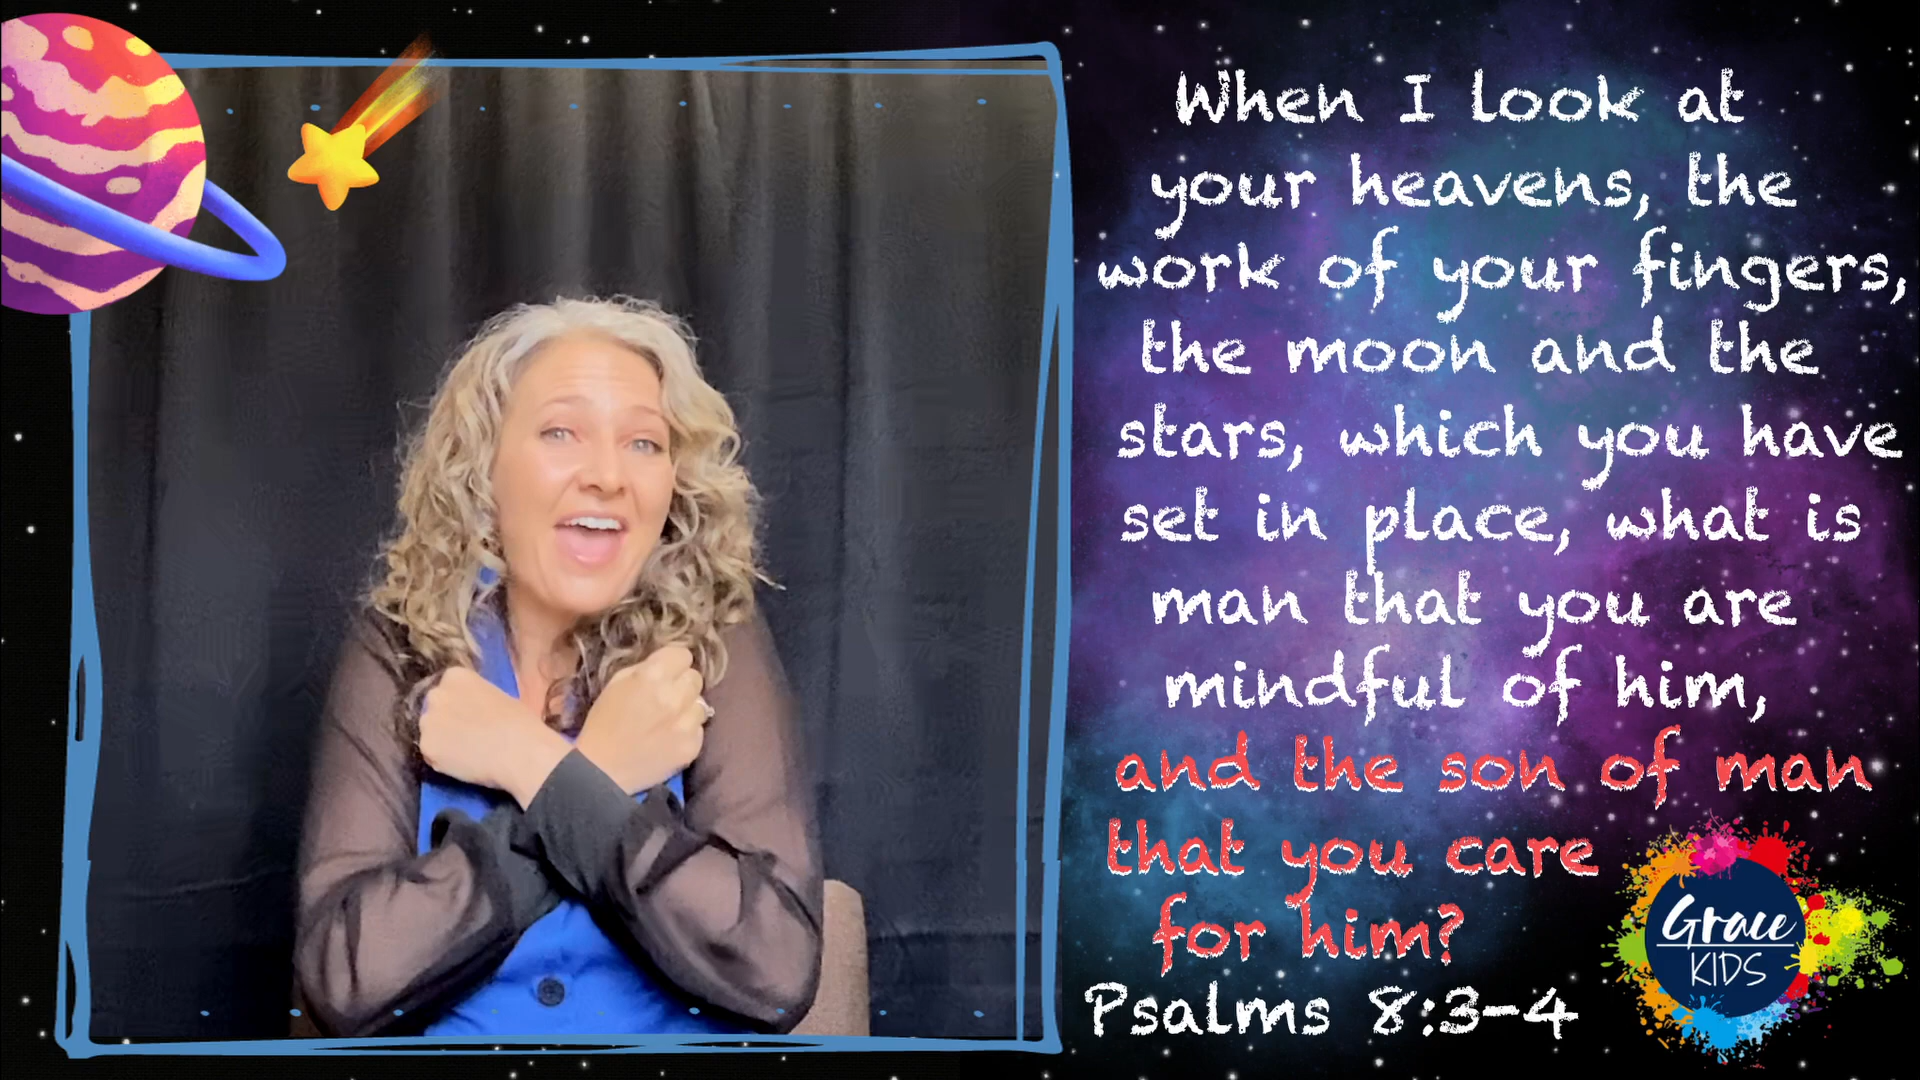 When I look at
your heavens, the
work of your fingers,
the moon and the
stars, which you have
set in place, what is
man that you are
mindful of him,
and the son of man
that you care
for him?
Psalms 8:3-4
Grace
KIDS